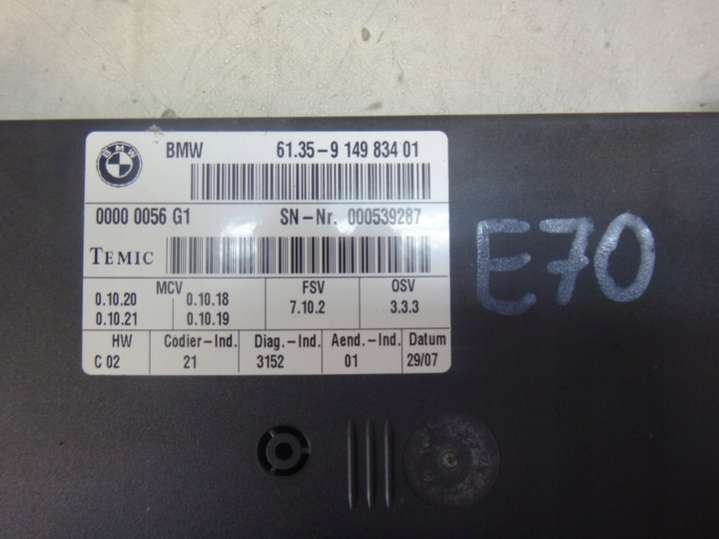 BMW
BMW 61.35-9 149 834 01
0000 0056 G1 SN-Nr. 000539287
TEMIC
MCV FSV OSV
0.10.20 0.10.18 7.10.2 3.3.3
0.10.21 0.10.19
HW Codier-Ind. Diag.-Ind. Aend.-Ind. Datum
C 02 21 3152 01 29/07
E70